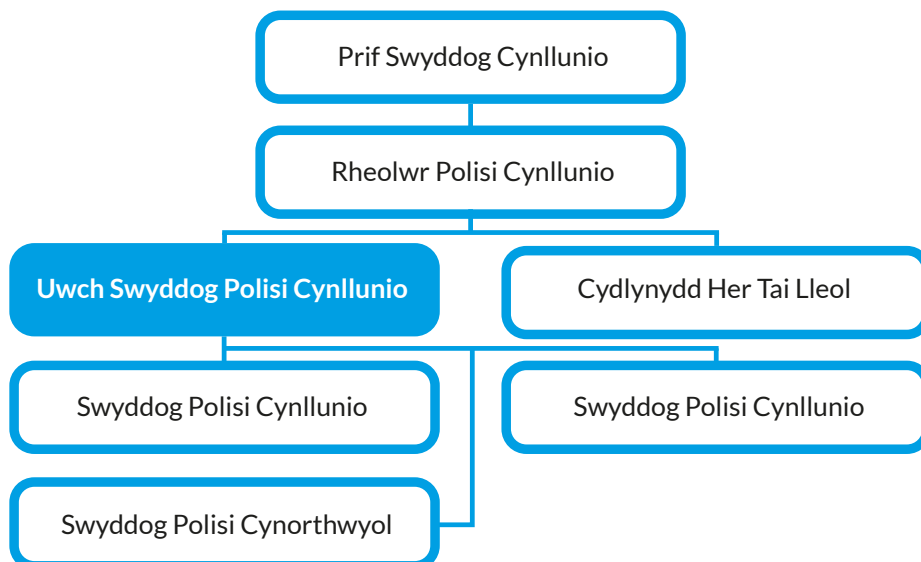 Prif Swyddog Cynllunio
Rheolwr Polisi Cynllunio
Uwch Swyddog Polisi Cynllunio
Cydlynydd Her Tai Lleol
Swyddog Polisi Cynllunio
Swyddog Polisi Cynllunio
Swyddog Polisi Cynorthwyol